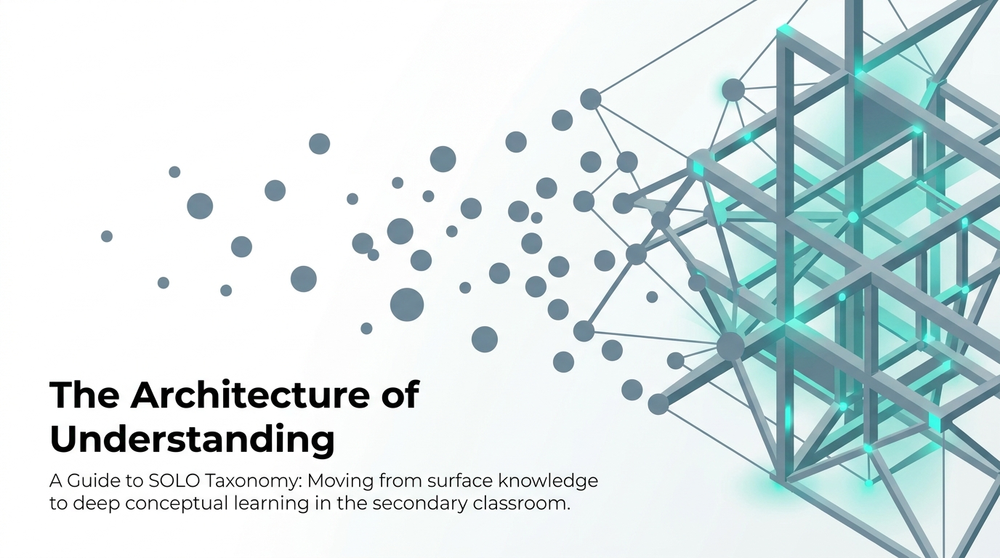 The Architecture of
Understanding
A Guide to SOLO Taxonomy: Moving from surface knowledge
to deep conceptual learning in the secondary classroom.